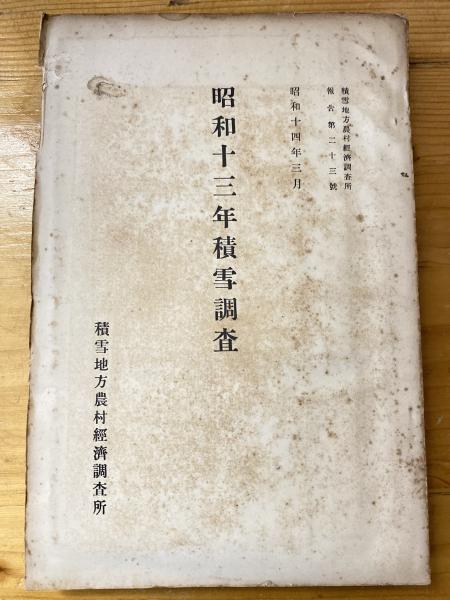 積雪地方農村經濟調査所
報告第二十三號
昭和十四年三月
昭和十三年積雪調査
積雪地方農村經濟調査所